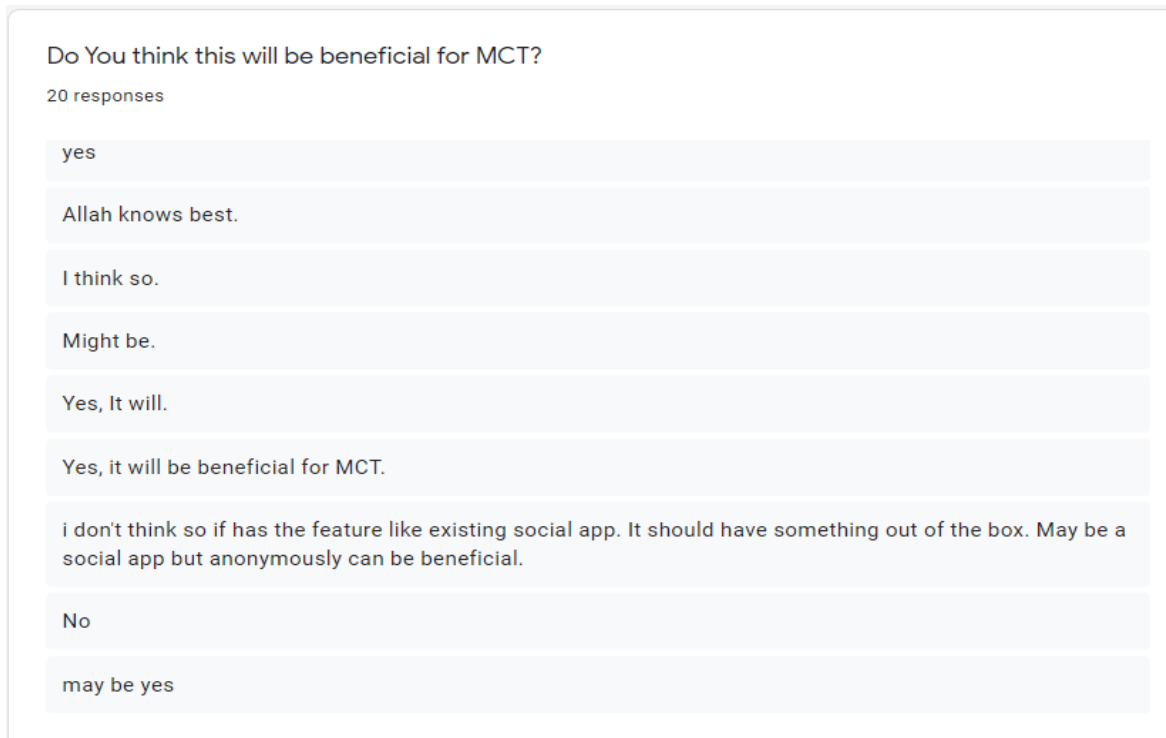 Do You think this will be beneficial for MCT?
20 responses
yes
Allah knows best.
I think so.
Might be.
Yes, It will.
Yes, it will be beneficial for MCT.
i don't think so if has the feature like existing social app. It should have something out of the box. May be a
social app but anonymously can be beneficial.
No
may be yes